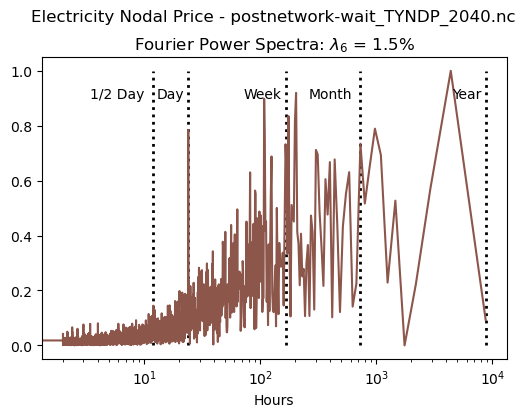 Electricity Nodal Price - postnetwork-wait_TYNDP_2040.nc
Fourier Power Spectra: λ₆ = 1.5%
1.0
1/2 Day Day Week Month Year
0.8
0.6
0.4
0.2
0.0
10¹ 10² 10³ 10⁴
Hours